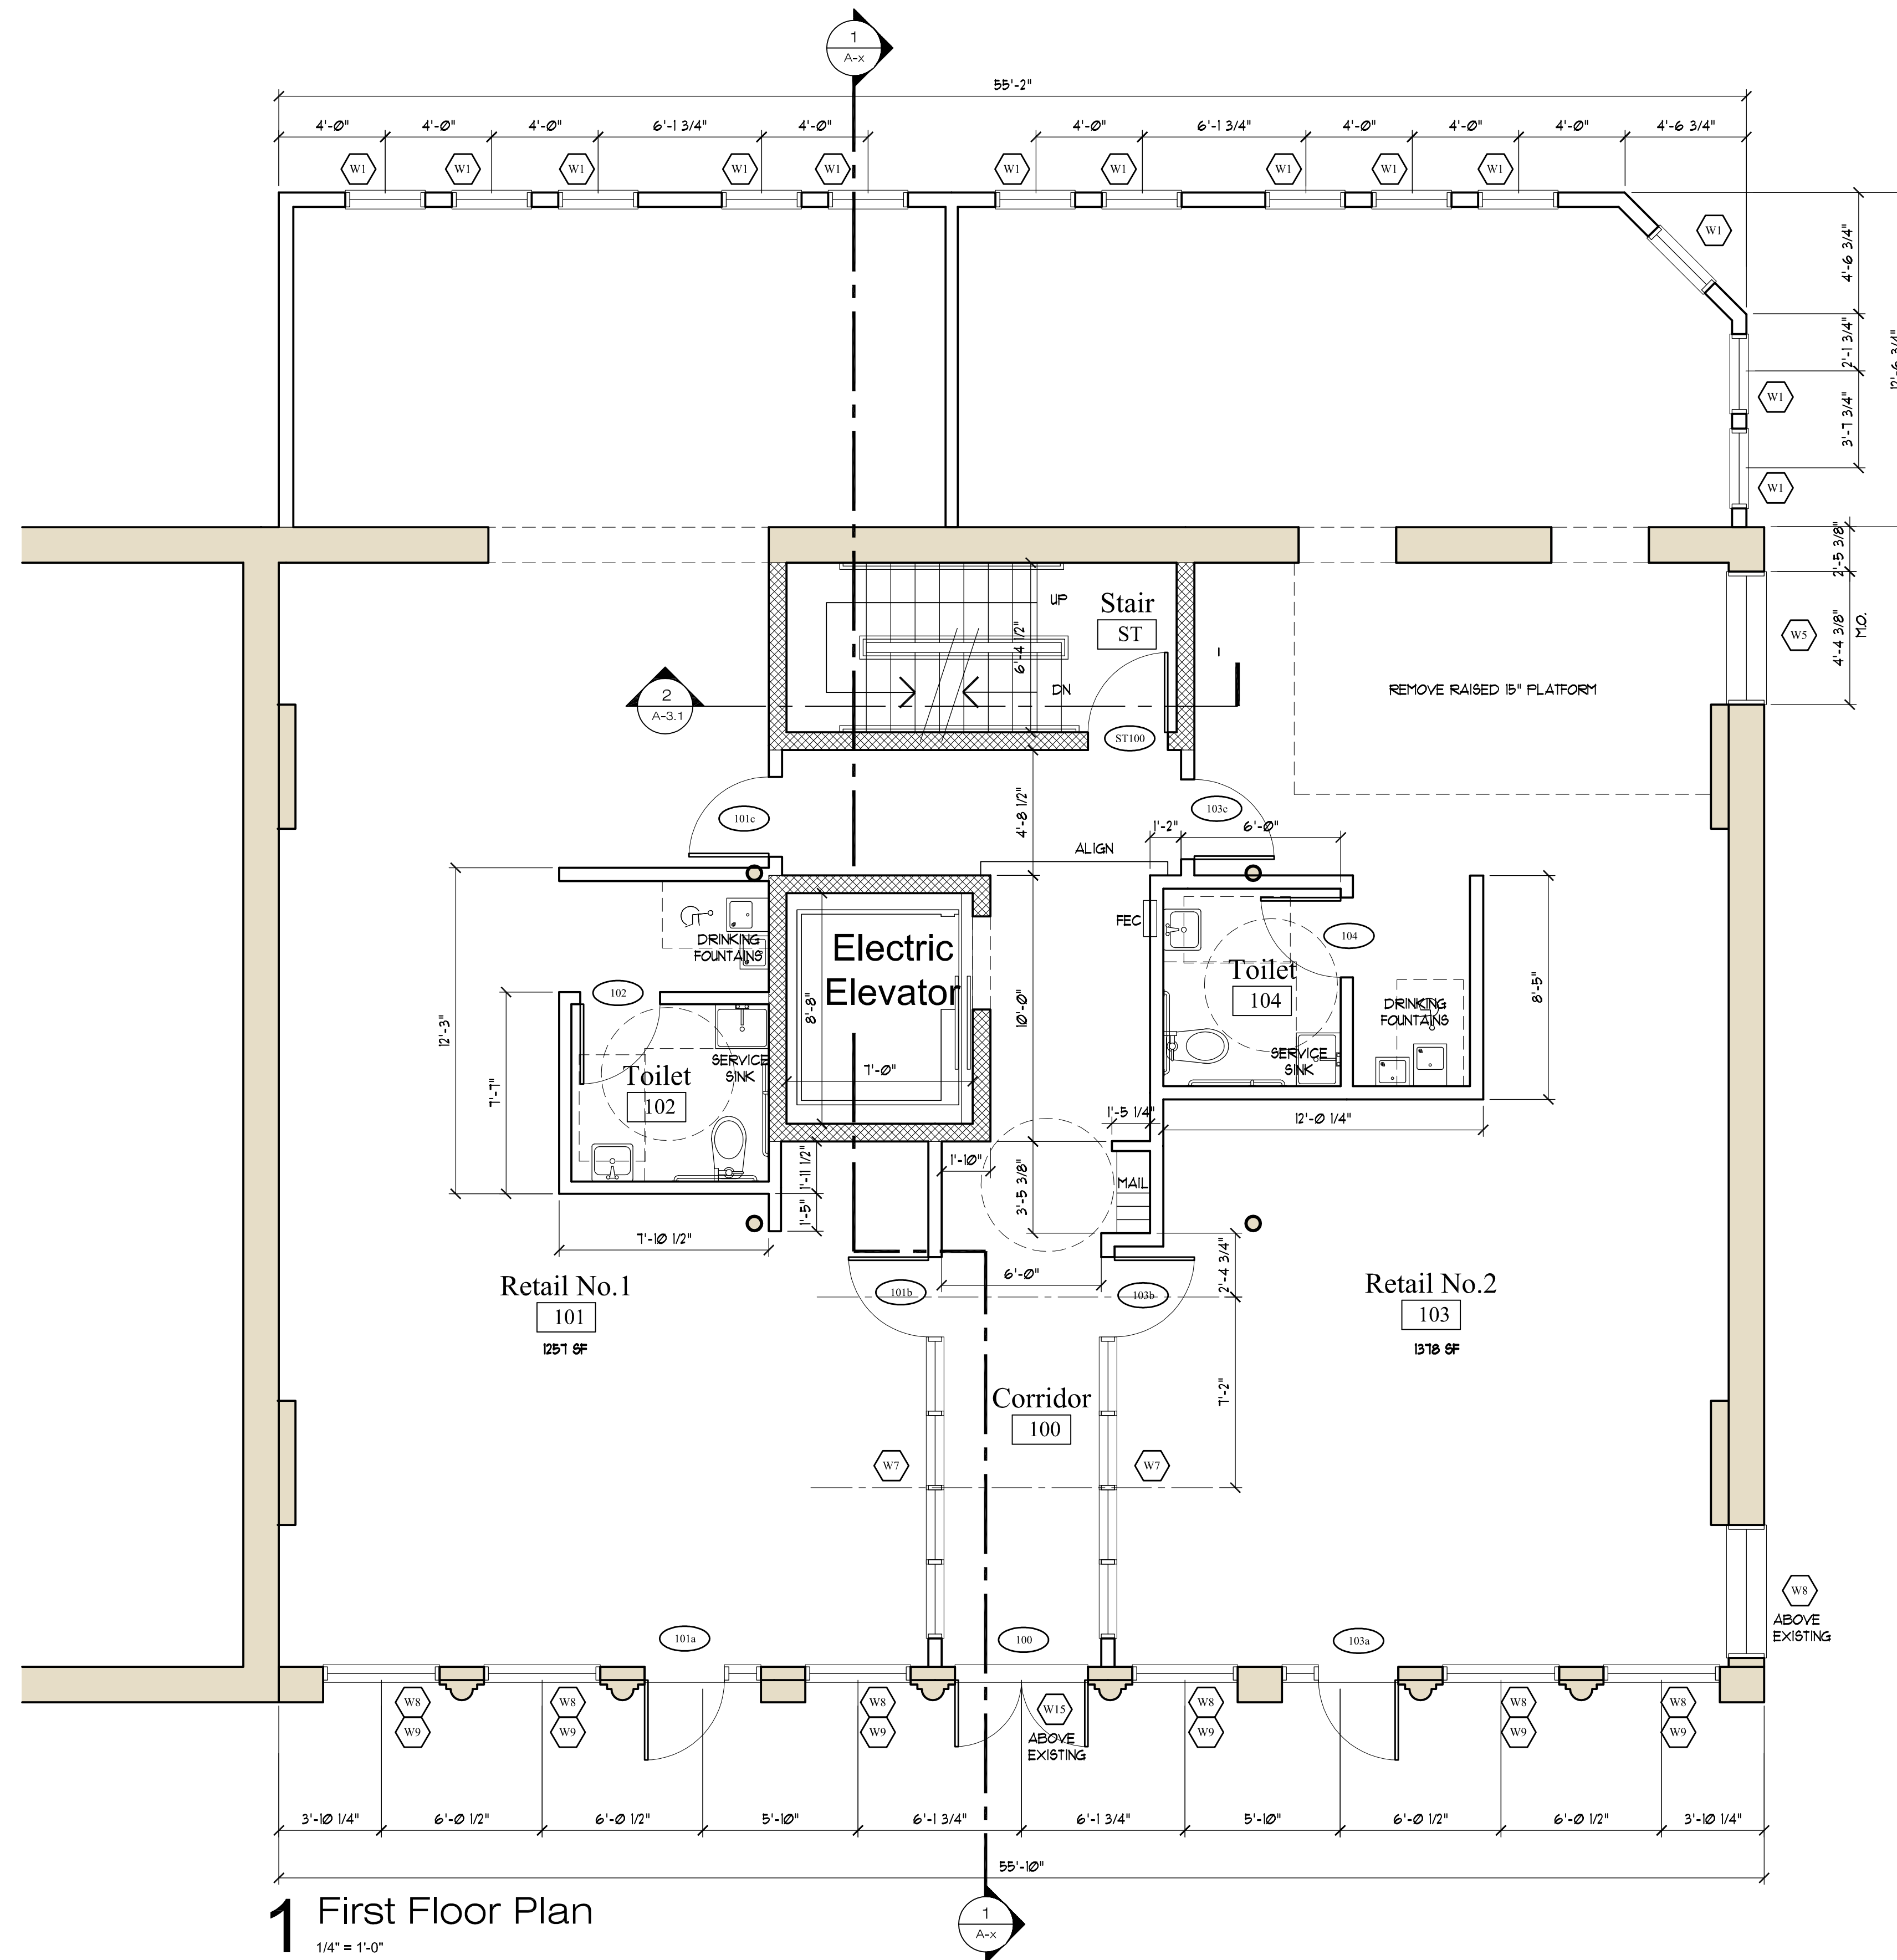 1
A-x
55'-2"
4'-0" 4'-0" 4'-0" 6'-1 3/4" 4'-0" 4'-0" 6'-1 3/4" 4'-0" 4'-0" 4'-0" 4'-6 3/4"
W1 W1 W1 W1 W1 W1 W1 W1 W1 W1
W1
4'-6 3/4"
2'-1 3/4"
12'-6 3/4"
W1
3'-7 3/4"
W1
2'-5 3/8"
UP
Stair
ST
6'-4 1/2"
W5
4'-4 3/8"
M.O.
2
A-3.1
DN
REMOVE RAISED 15" PLATFORM
ST100
101c
103c
4'-8 1/2"
1'-2" 6'-0"
ALIGN
FEC
DRINKING
FOUNTAINS
Electric
Elevator
104
Toilet
104
8'-5"
102
8'-8"
10'-0"
DRINKING
FOUNTAINS
12'-3"
7'-7"
SERVICE
SINK
SERVICE
SINK
Toilet
102
7'-0"
1'-5 1/4"
12'-0 1/4"
1'-11 1/2"
1'-10"
3'-5 3/8"
MAIL
1'-5"
7'-10 1/2"
6'-0"
2'-4 3/4"
Retail No.1
101
1257 SF
101b
103b
Retail No.2
103
1378 SF
7'-2"
Corridor
100
W7
W7
W8
ABOVE
EXISTING
101a
100
103a
W8 W8 W8 W15 W8 W8 W8
W9 W9 W9 W9 W9 W9
ABOVE
EXISTING
3'-10 1/4" 6'-0 1/2" 6'-0 1/2" 5'-10" 6'-1 3/4" 6'-1 3/4" 5'-10" 6'-0 1/2" 6'-0 1/2" 3'-10 1/4"
55'-10"
1 First Floor Plan
1/4" = 1'-0"
1
A-x